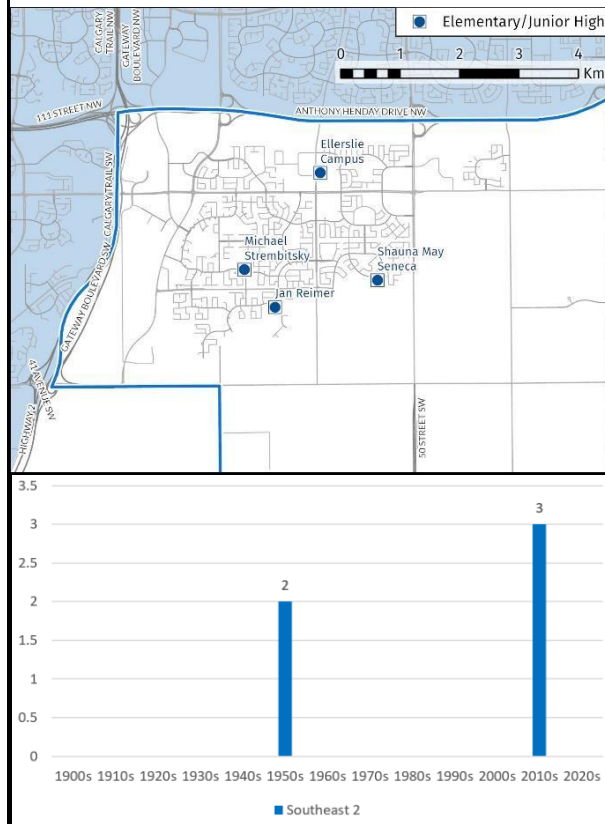 CALGARY
TRAIL NW
GATEWAY
BOULEVARD NW
Elementary/Junior High
0 1 2 3 4
Km
111 STREET NW
ANTHONY HENDAY DRIVE NW
Ellerslie
Campus
GATEWAY BOULEVARD SW
CALGARY TRAIL SW
Michael
Strembitsky
Shauna May
Seneca
Jan Reimer
41 AVENUE SW
HIGHWAY 2
50 STREET SW
3.5
3
3
2.5
2
2
1.5
1
0.5
0
1900s 1910s 1920s 1930s 1940s 1950s 1960s 1970s 1980s 1990s 2000s 2010s 2020s
Southeast 2